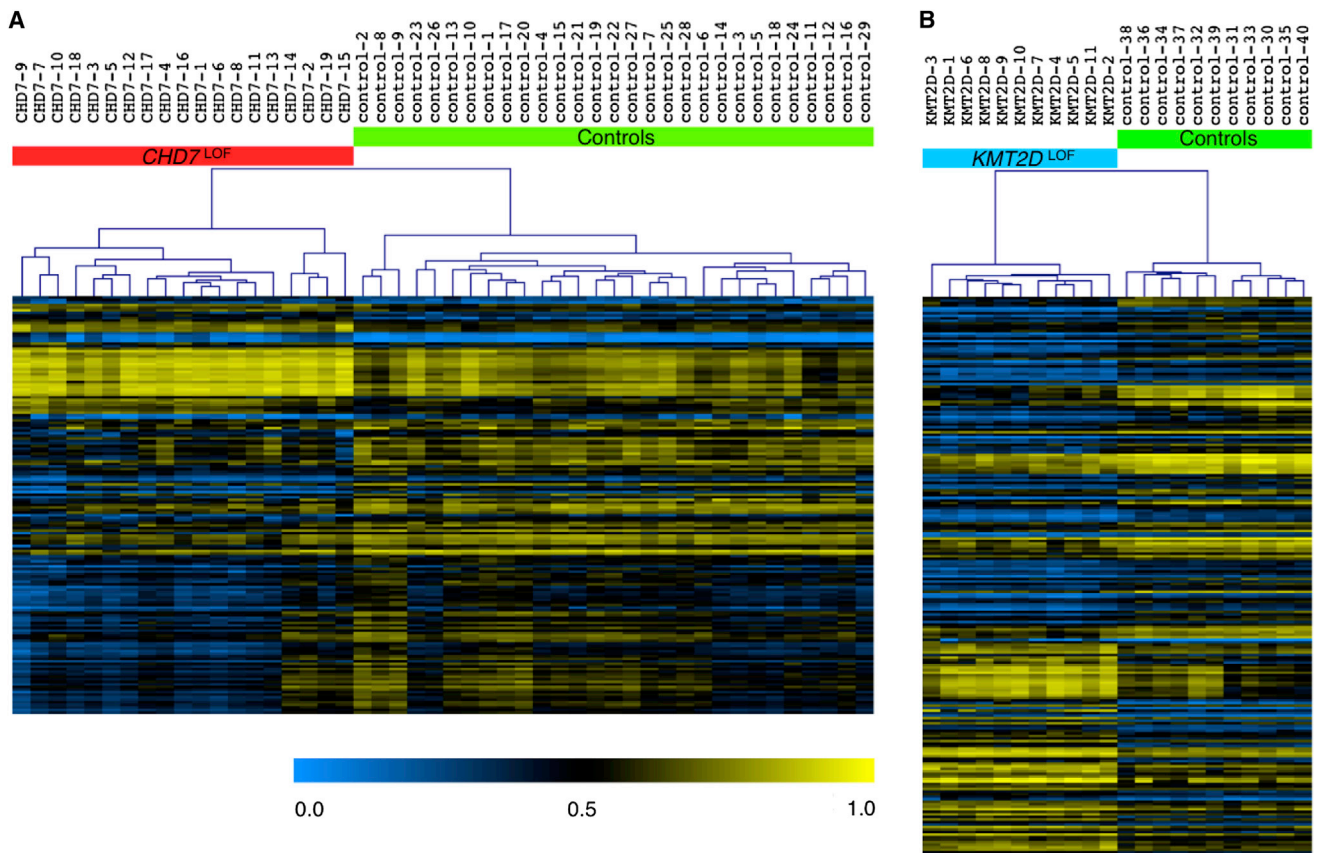 A
CHD7-9
CHD7-7
CHD7-10
CHD7-18
CHD7-3
CHD7-5
CHD7-12
CHD7-17
CHD7-4
CHD7-16
CHD7-1
CHD7-6
CHD7-8
CHD7-11
CHD7-13
CHD7-14
CHD7-2
CHD7-19
CHD7-15
control-2
control-8
control-9
control-23
control-26
control-13
control-10
control-1
control-17
control-20
control-4
control-15
control-21
control-19
control-22
control-27
control-7
control-25
control-28
control-6
control-14
control-3
control-5
control-18
control-24
control-11
control-12
control-16
control-29
Controls
CHD7 LOF
0.0
0.5
1.0
B
KMT2D-3
KMT2D-1
KMT2D-6
KMT2D-8
KMT2D-9
KMT2D-10
KMT2D-7
KMT2D-4
KMT2D-5
KMT2D-11
KMT2D-2
control-38
control-36
control-34
control-37
control-32
control-39
control-31
control-33
control-30
control-35
control-40
Controls
KMT2D LOF